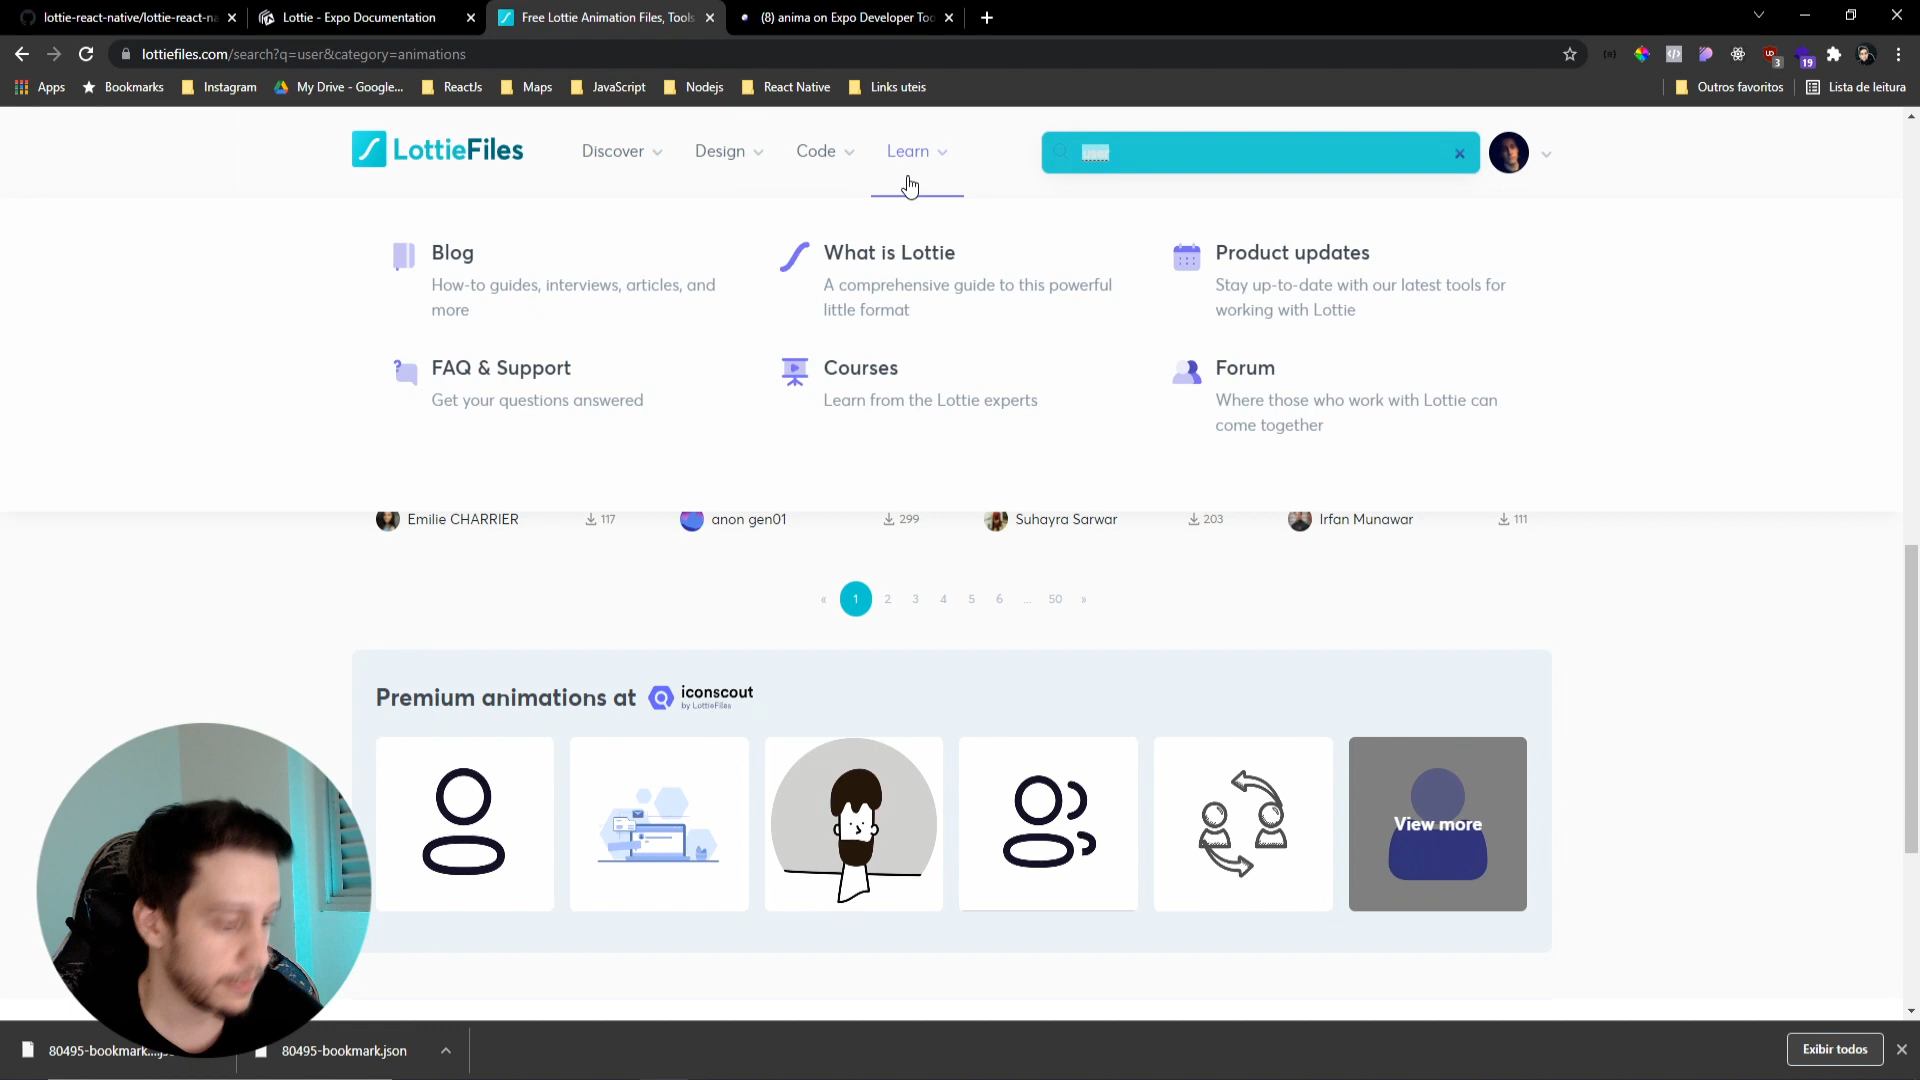 lottie-react-native/lottie-react-na
Lottie - Expo Documentation
Free Lottie Animation Files, Tools
(8) anima on Expo Developer Too
lottiefiles.com/search?q=user&category=animations
3
19
Apps
Bookmarks
Instagram
My Drive - Google...
ReactJs
Maps
JavaScript
Nodejs
React Native
Links uteis
Outros favoritos
Lista de leitura
LottieFiles
Discover
Design
Code
Learn
user
Blog
How-to guides, interviews, articles, and
more
What is Lottie
A comprehensive guide to this powerful
little format
Product updates
Stay up-to-date with our latest tools for
working with Lottie
FAQ & Support
Get your questions answered
Courses
Learn from the Lottie experts
Forum
Where those who work with Lottie can
come together
Emilie CHARRIER
117
anon gen01
299
Suhayra Sarwar
203
Irfan Munawar
111
« 1 2 3 4 5 6 ... 50 »
Premium animations at
iconscout
by LottieFiles
View more
80495-bookmark....js
80495-bookmark.json
Exibir todos